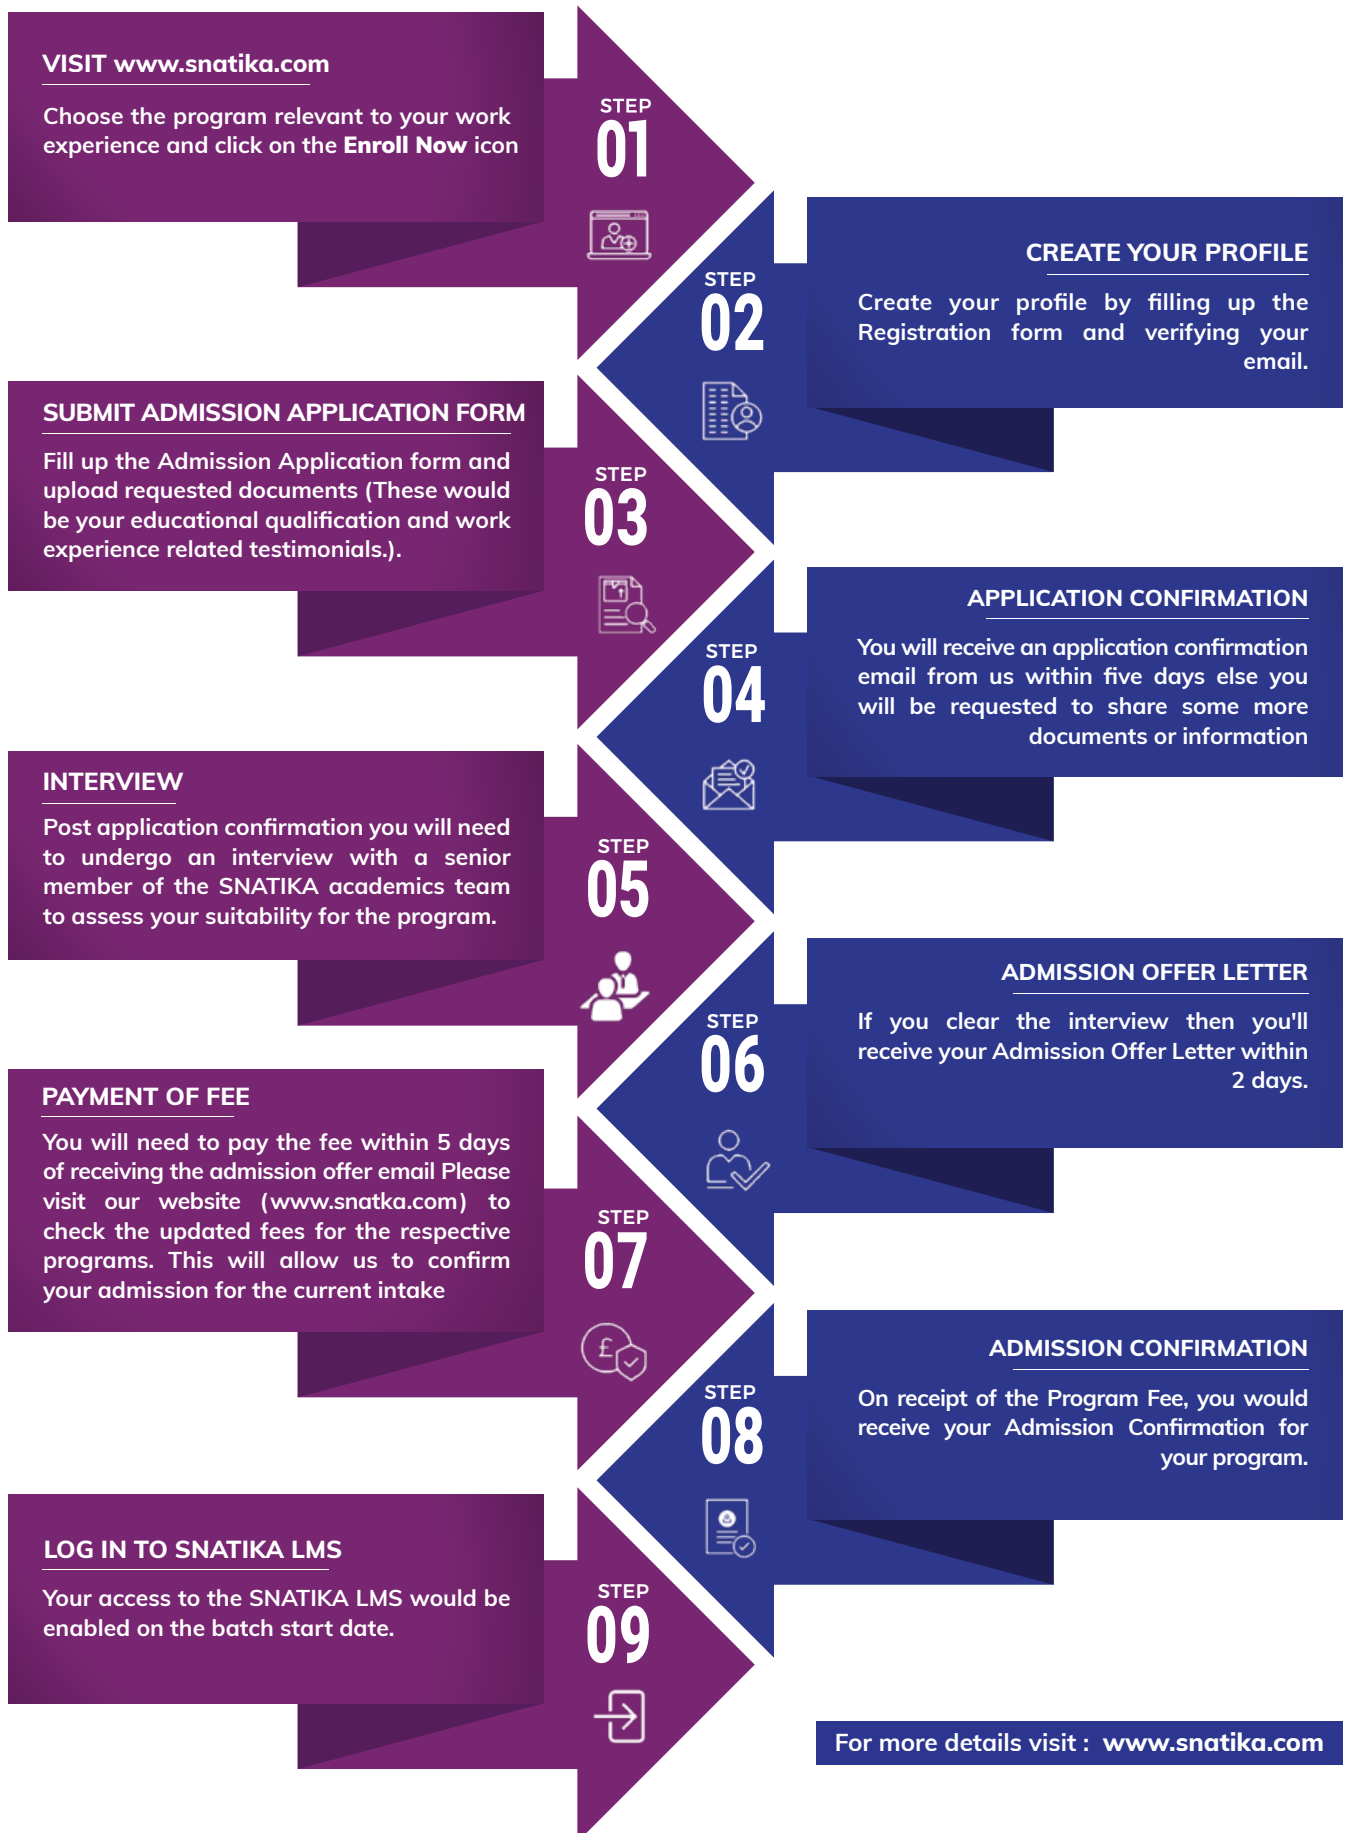 VISIT www.snatika.com
Choose the program relevant to your work
experience and click on the Enroll Now icon
STEP
01
CREATE YOUR PROFILE
Create your profile by filling up the
Registration form and verifying your
email.
STEP
02
SUBMIT ADMISSION APPLICATION FORM
Fill up the Admission Application form and
upload requested documents (These would
be your educational qualification and work
experience related testimonials.).
STEP
03
APPLICATION CONFIRMATION
You will receive an application confirmation
email from us within five days else you
will be requested to share some more
documents or information
STEP
04
INTERVIEW
Post application confirmation you will need
to undergo an interview with a senior
member of the SNATIKA academics team
to assess your suitability for the program.
STEP
05
ADMISSION OFFER LETTER
If you clear the interview then you'll
receive your Admission Offer Letter within
2 days.
STEP
06
PAYMENT OF FEE
You will need to pay the fee within 5 days
of receiving the admission offer email Please
visit our website (www.snatka.com) to
check the updated fees for the respective
programs. This will allow us to confirm
your admission for the current intake
STEP
07
£
ADMISSION CONFIRMATION
On receipt of the Program Fee, you would
receive your Admission Confirmation for
your program.
STEP
08
LOG IN TO SNATIKA LMS
Your access to the SNATIKA LMS would be
enabled on the batch start date.
STEP
09
For more details visit : www.snatika.com